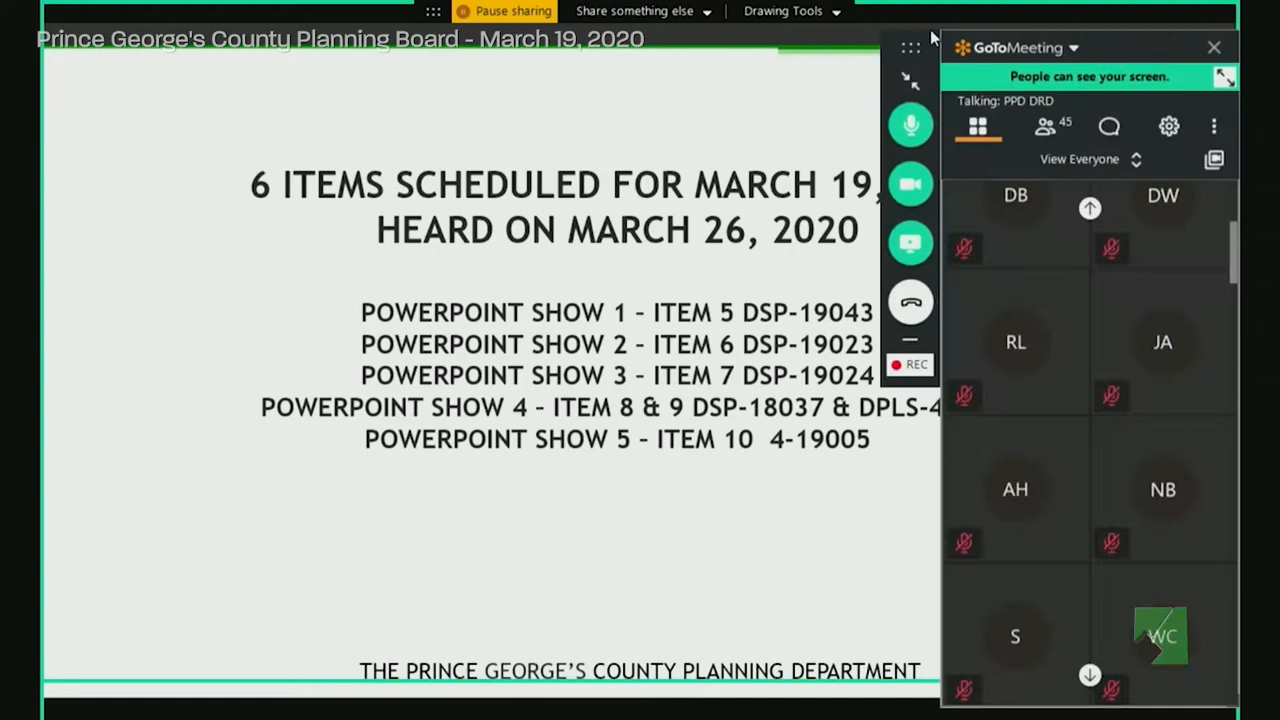 Pause sharing
Share something else
Drawing Tools
Prince George's County Planning Board - March 19, 2020
6 ITEMS SCHEDULED FOR MARCH 19,
HEARD ON MARCH 26, 2020
POWERPOINT SHOW 1 - ITEM 5 DSP-19043
POWERPOINT SHOW 2 - ITEM 6 DSP-19023
POWERPOINT SHOW 3 - ITEM 7 DSP-19024
POWERPOINT SHOW 4 - ITEM 8 & 9 DSP-18037 & DPLS-4
POWERPOINT SHOW 5 - ITEM 10 4-19005
THE PRINCE GEORGE'S COUNTY PLANNING DEPARTMENT
REC
GoToMeeting
People can see your screen.
Talking: PPD DRD
45
View Everyone
DB
DW
RL
JA
AH
NB
S
WC